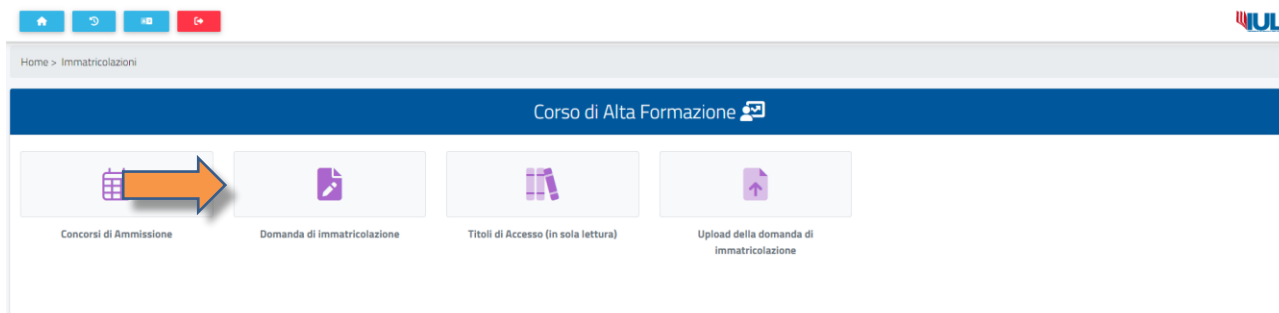 IUL
Home > Immatricolazioni
Corso di Alta Formazione
Concorsi di Ammissione
Domanda di immatricolazione
Titoli di Accesso (in sola lettura)
Upload della domanda di
immatricolazione